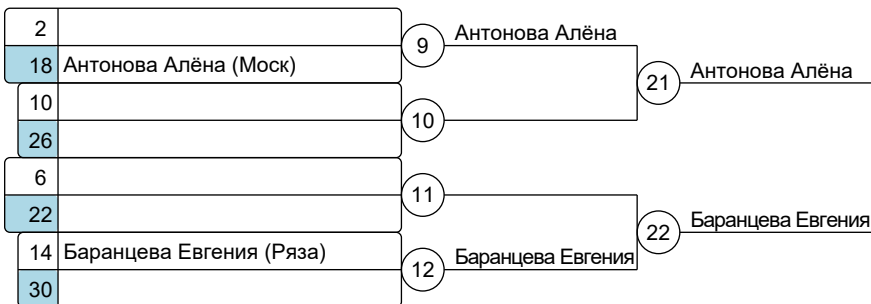 2
9 Антонова Алёна
18 Антонова Алёна (Моск)
21 Антонова Алёна
10
10
26
6
11
22
22 Баранцева Евгения
14 Баранцева Евгения (Ряза)
12 Баранцева Евгения
30